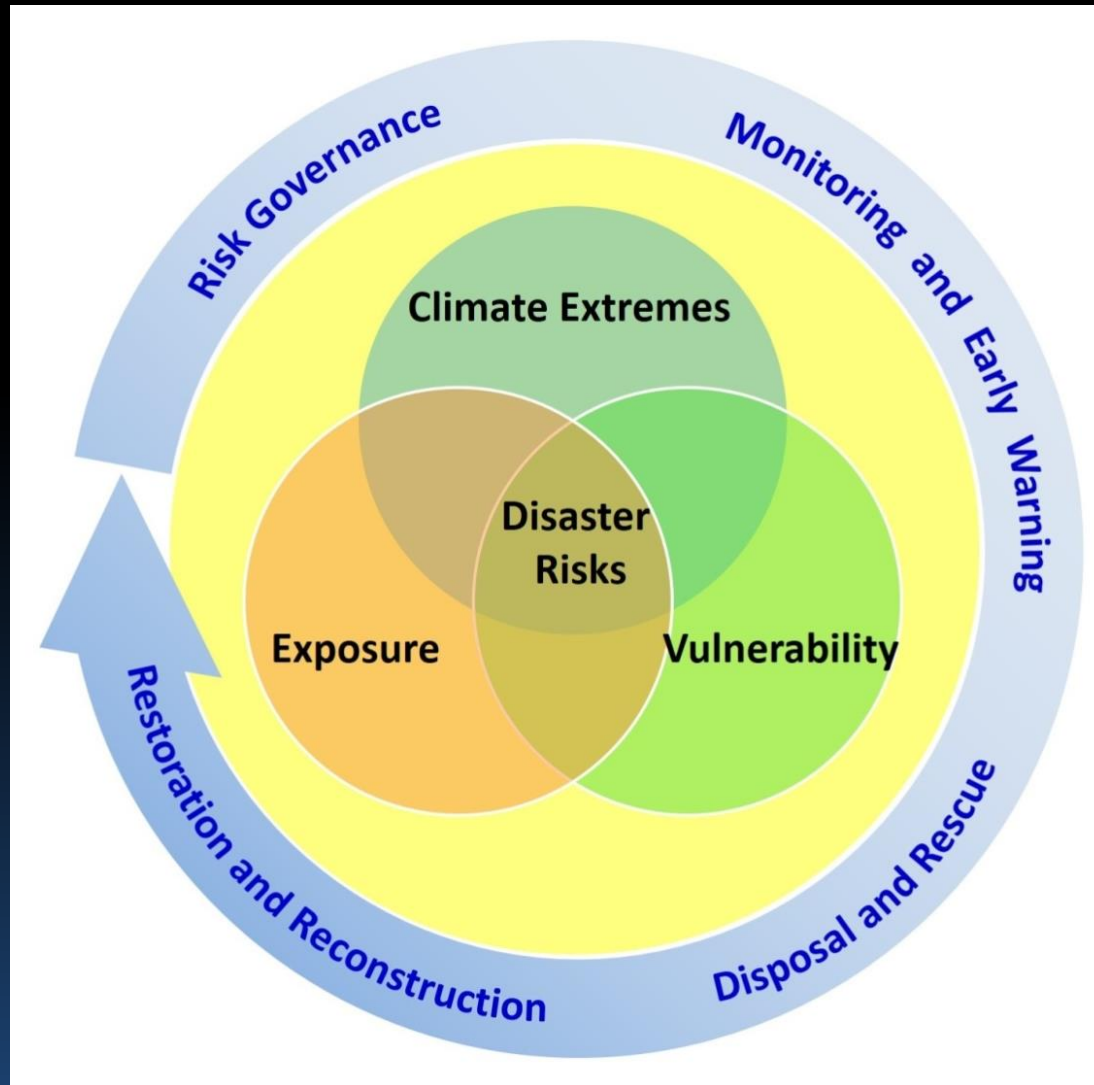 Risk Governance
Monitoring and Early Warning
Climate Extremes
Disaster
Risks
Exposure
Vulnerability
Restoration and Reconstruction
Disposal and Rescue